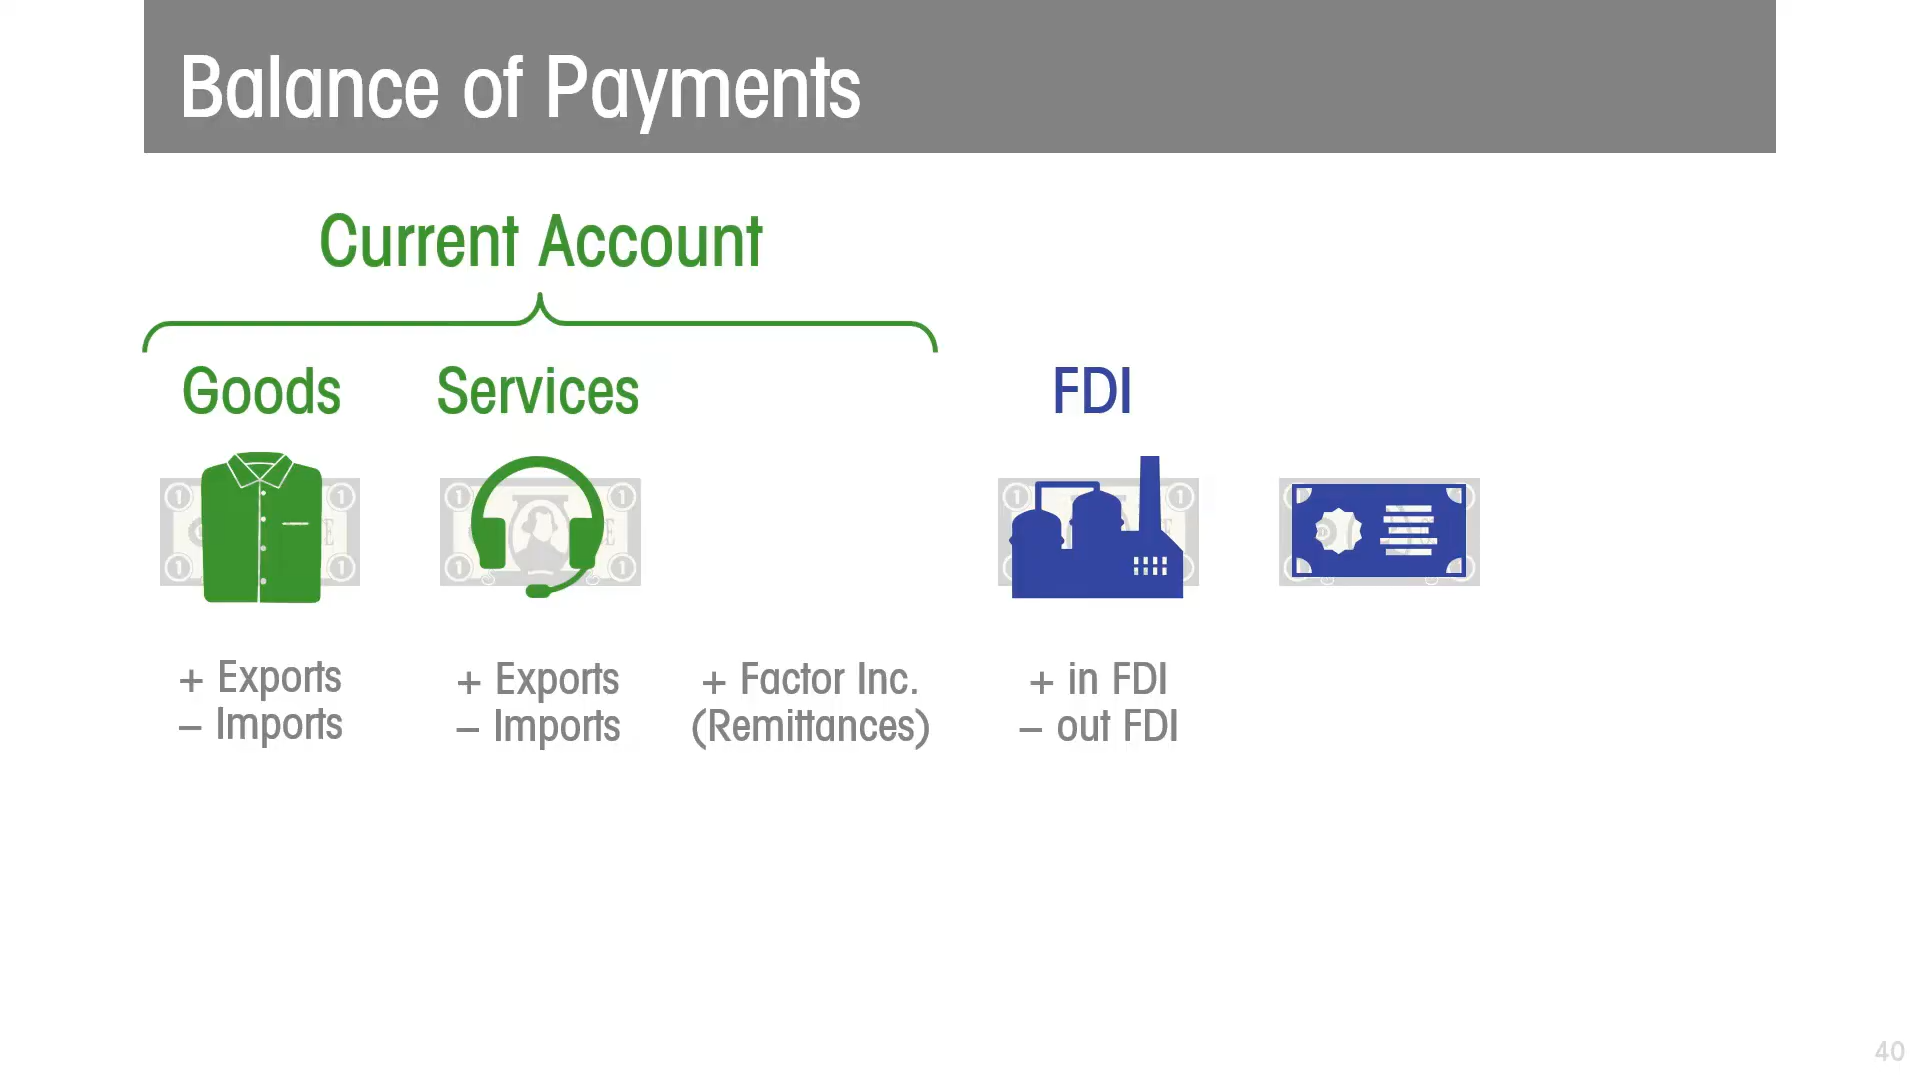 Balance of Payments
Current Account
Goods
Services
FDI
+ Exports
– Imports
+ Exports
– Imports
+ Factor Inc.
(Remittances)
+ in FDI
– out FDI
40